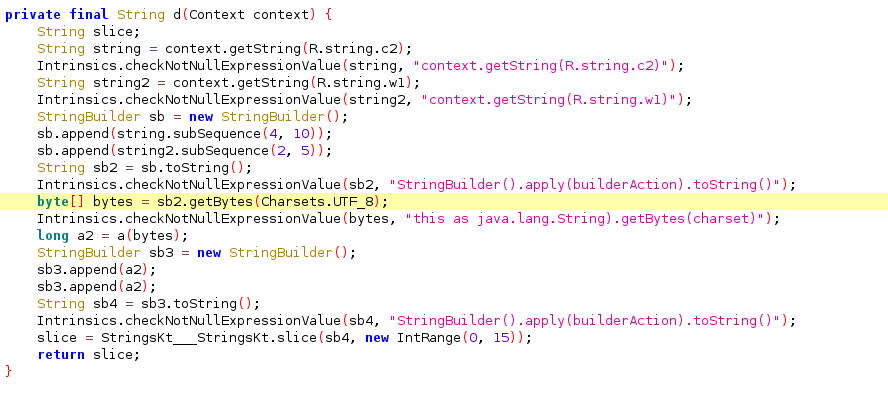 private final String d(Context context) {
    String slice;
    String string = context.getString(R.string.c2);
    Intrinsics.checkNotNullExpressionValue(string, "context.getString(R.string.c2)");
    String string2 = context.getString(R.string.w1);
    Intrinsics.checkNotNullExpressionValue(string2, "context.getString(R.string.w1)");
    StringBuilder sb = new StringBuilder();
    sb.append(string.subSequence(4, 10));
    sb.append(string2.subSequence(2, 5));
    String sb2 = sb.toString();
    Intrinsics.checkNotNullExpressionValue(sb2, "StringBuilder().apply(builderAction).toString()");
    byte[] bytes = sb2.getBytes(Charsets.UTF_8);
    Intrinsics.checkNotNullExpressionValue(bytes, "this as java.lang.String).getBytes(charset)");
    long a2 = a(bytes);
    StringBuilder sb3 = new StringBuilder();
    sb3.append(a2);
    sb3.append(a2);
    String sb4 = sb3.toString();
    Intrinsics.checkNotNullExpressionValue(sb4, "StringBuilder().apply(builderAction).toString()");
    slice = StringsKt___StringsKt.slice(sb4, new IntRange(0, 15));
    return slice;
}